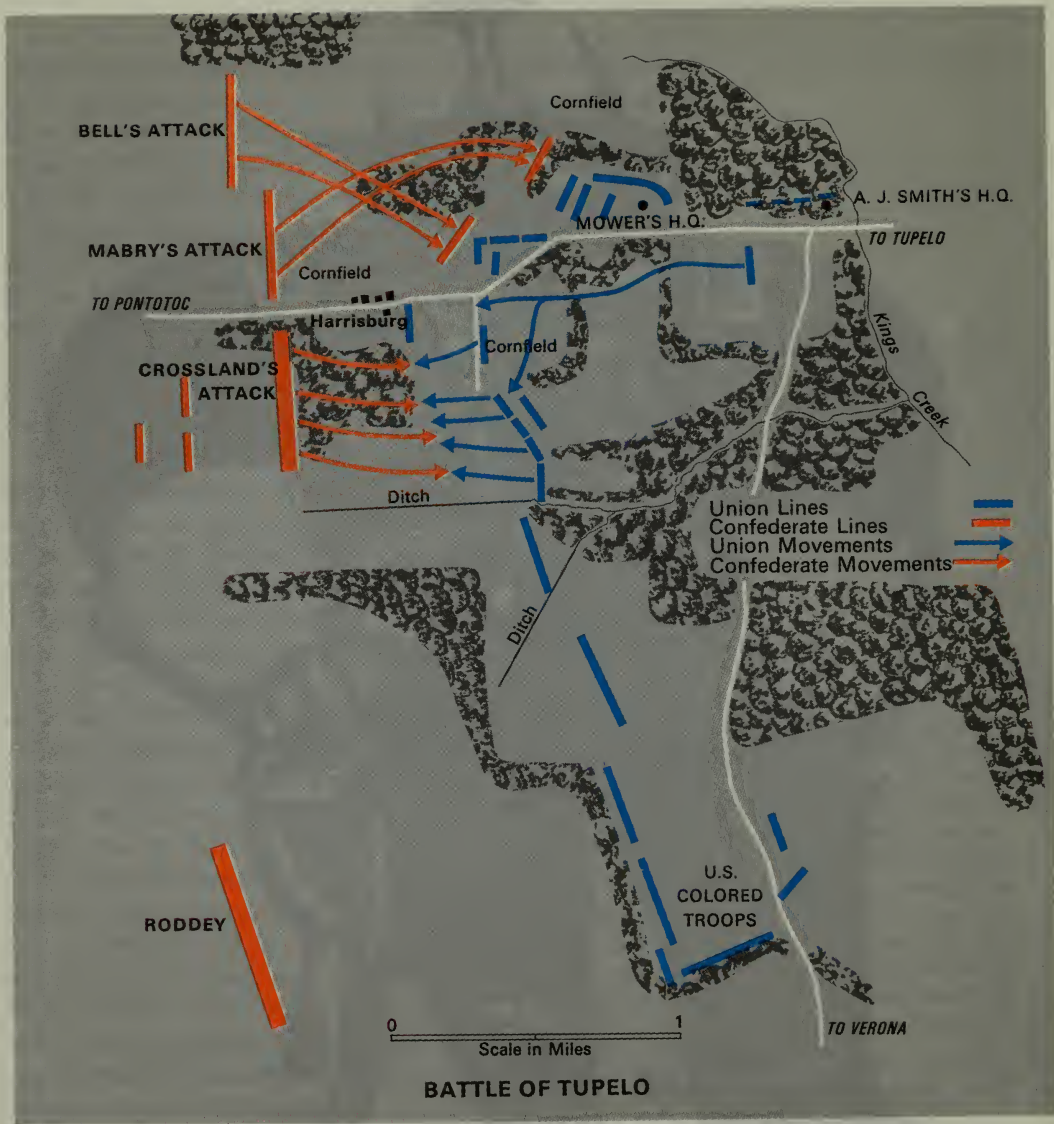 Cornfield
BELL'S ATTACK
A. J. SMITH'S H.Q.
MOWER'S H.Q.
TO TUPELO
MABRY'S ATTACK
Cornfield
TO PONTOTOC
Harrisburg
Kings
Creek
Cornfield
CROSSLAND'S
ATTACK
Ditch
Union Lines
Confederate Lines
Union Movements
Confederate Movements
Ditch
U.S.
COLORED
TROOPS
RODDEY
TO VERONA
0 1
Scale in Miles
BATTLE OF TUPELO